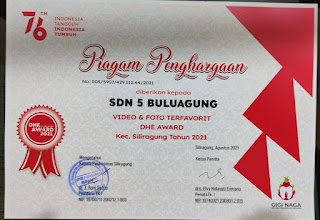 76
INDONESIA
TANGGUH
INDONESIA
TUMBUH
Piagam Penghargaan
diberikan kepada
SDN 5 BULUAGUNG
VIDEO & FOTO TERFAVORIT
DHE AWARD
Kec. Siliragung Tahun 2021
DHE
AWARD
2021
Siliragung, Agustus 2021
Mengetahui
Ketua Panitia
GIGI NAGA